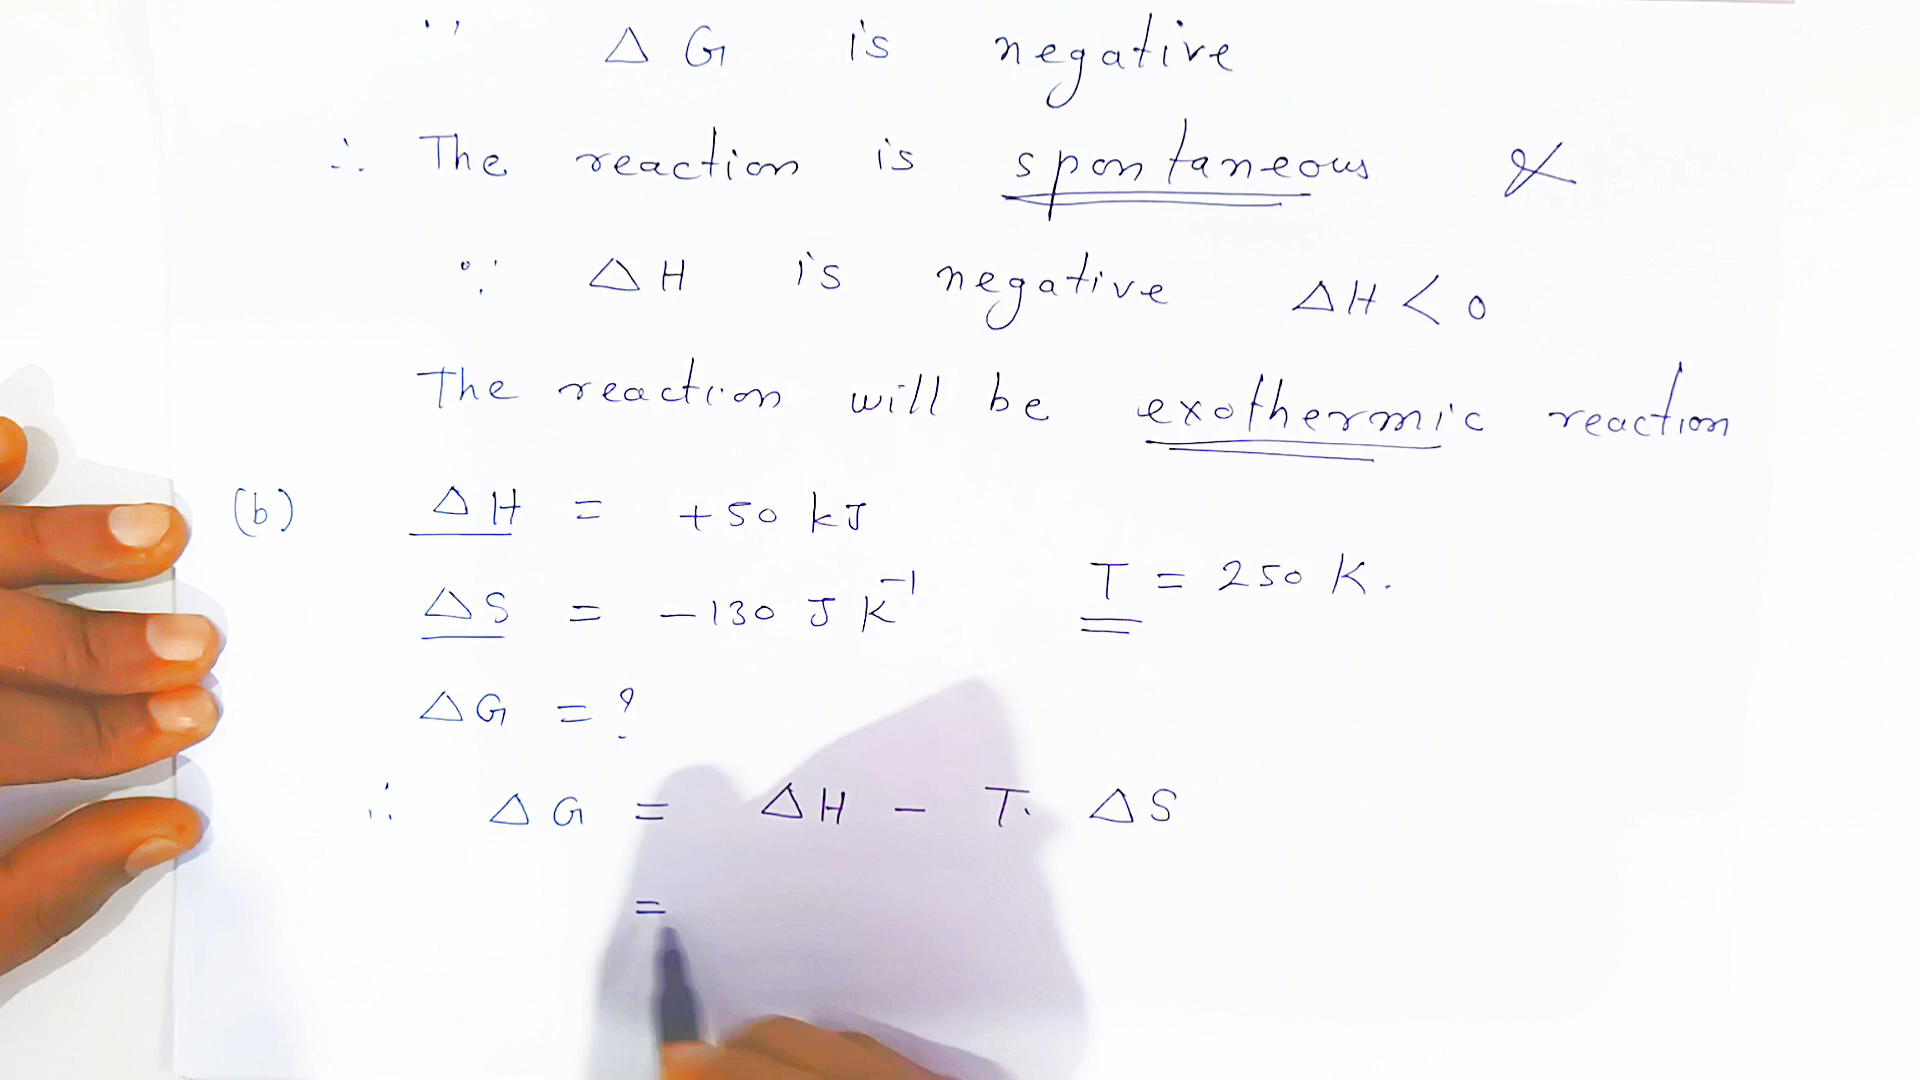 ∵ ΔG is negative
∴ The reaction is spontaneous &
∵ ΔH is negative ΔH < 0
The reaction will be exothermic reaction
(b) ΔH = +50 kJ
ΔS = −130 J K⁻¹ T = 250 K.
ΔG = ?
∴ ΔG = ΔH − T. ΔS
=